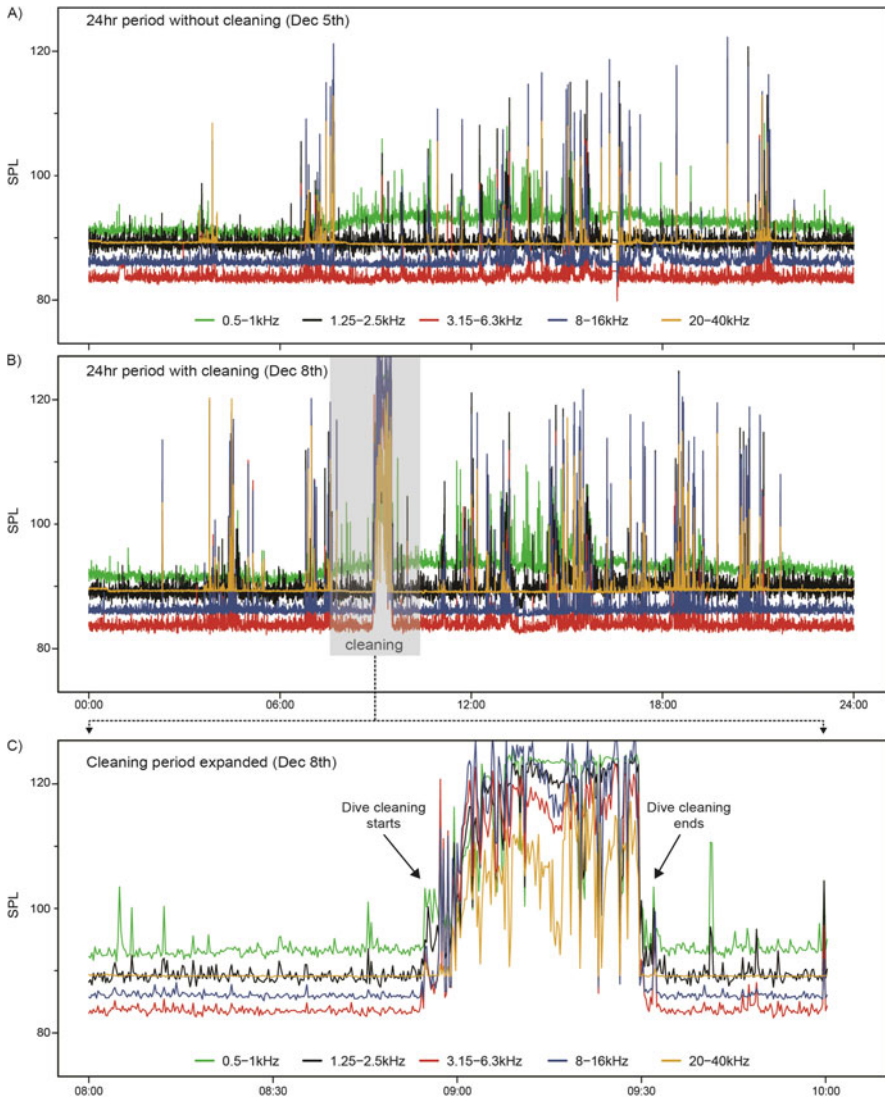 A)
24hr period without cleaning (Dec 5th)
120
100
80
SPL
0.5−1kHz 1.25−2.5kHz 3.15−6.3kHz 8−16kHz 20−40kHz
B)
24hr period with cleaning (Dec 8th)
120
100
80
SPL
cleaning
00:00 06:00 12:00 18:00 24:00
C)
Cleaning period expanded (Dec 8th)
120
100
80
SPL
Dive cleaning
starts
Dive cleaning
ends
0.5−1kHz 1.25−2.5kHz 3.15−6.3kHz 8−16kHz 20−40kHz
08:00 08:30 09:00 09:30 10:00